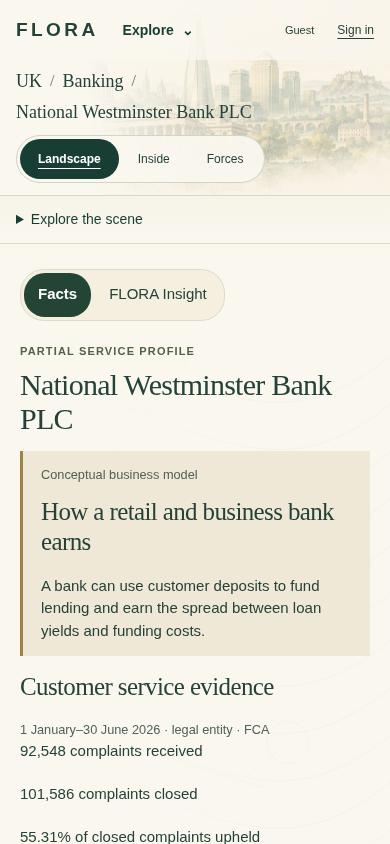 FLORA Explore ⌄ Guest Sign in
UK / Banking /
National Westminster Bank PLC
Landscape Inside Forces
▶ Explore the scene
Facts FLORA Insight
PARTIAL SERVICE PROFILE
National Westminster Bank
PLC
Conceptual business model
How a retail and business bank
earns
A bank can use customer deposits to fund
lending and earn the spread between loan
yields and funding costs.
Customer service evidence
1 January–30 June 2026 · legal entity · FCA
92,548 complaints received
101,586 complaints closed
55.31% of closed complaints upheld